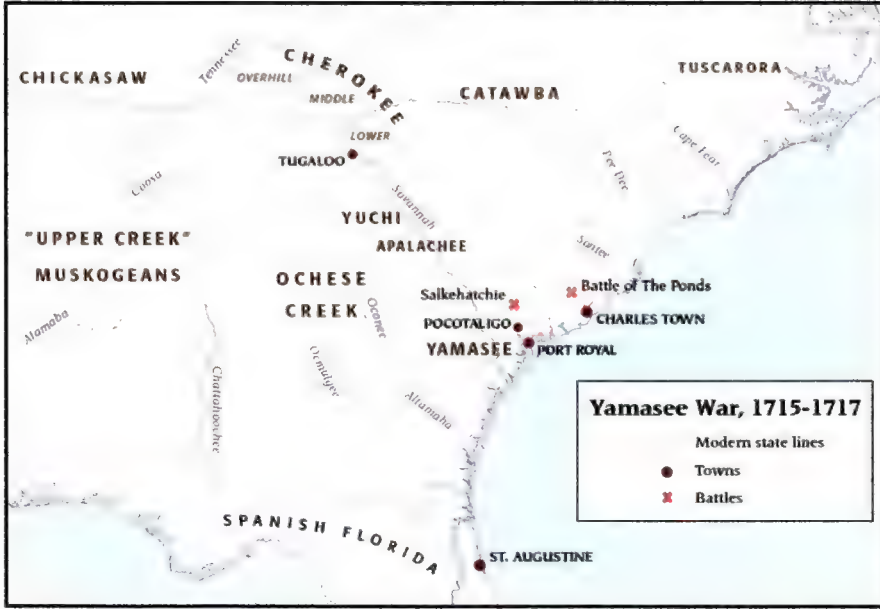 CHEROKEE
TUSCARORA
CHICKASAW
Tennessee
OVERHILL
MIDDLE
CATAWBA
LOWER
Cape Fear
TUGALOO
Pee Dee
Coosa
Savannah
YUCHI
"UPPER CREEK"
MUSKOGEANS
APALACHEE
Santee
OCHESE
CREEK
Oconee
Salkehatchie
Battle of The Ponds
POCOTALIGO
CHARLES TOWN
YAMASEE
PORT ROYAL
Alamaba
Chattahoochee
Ocmulgee
Altamaha
Yamasee War, 1715-1717
Modern state lines
Towns
Battles
SPANISH FLORIDA
ST. AUGUSTINE